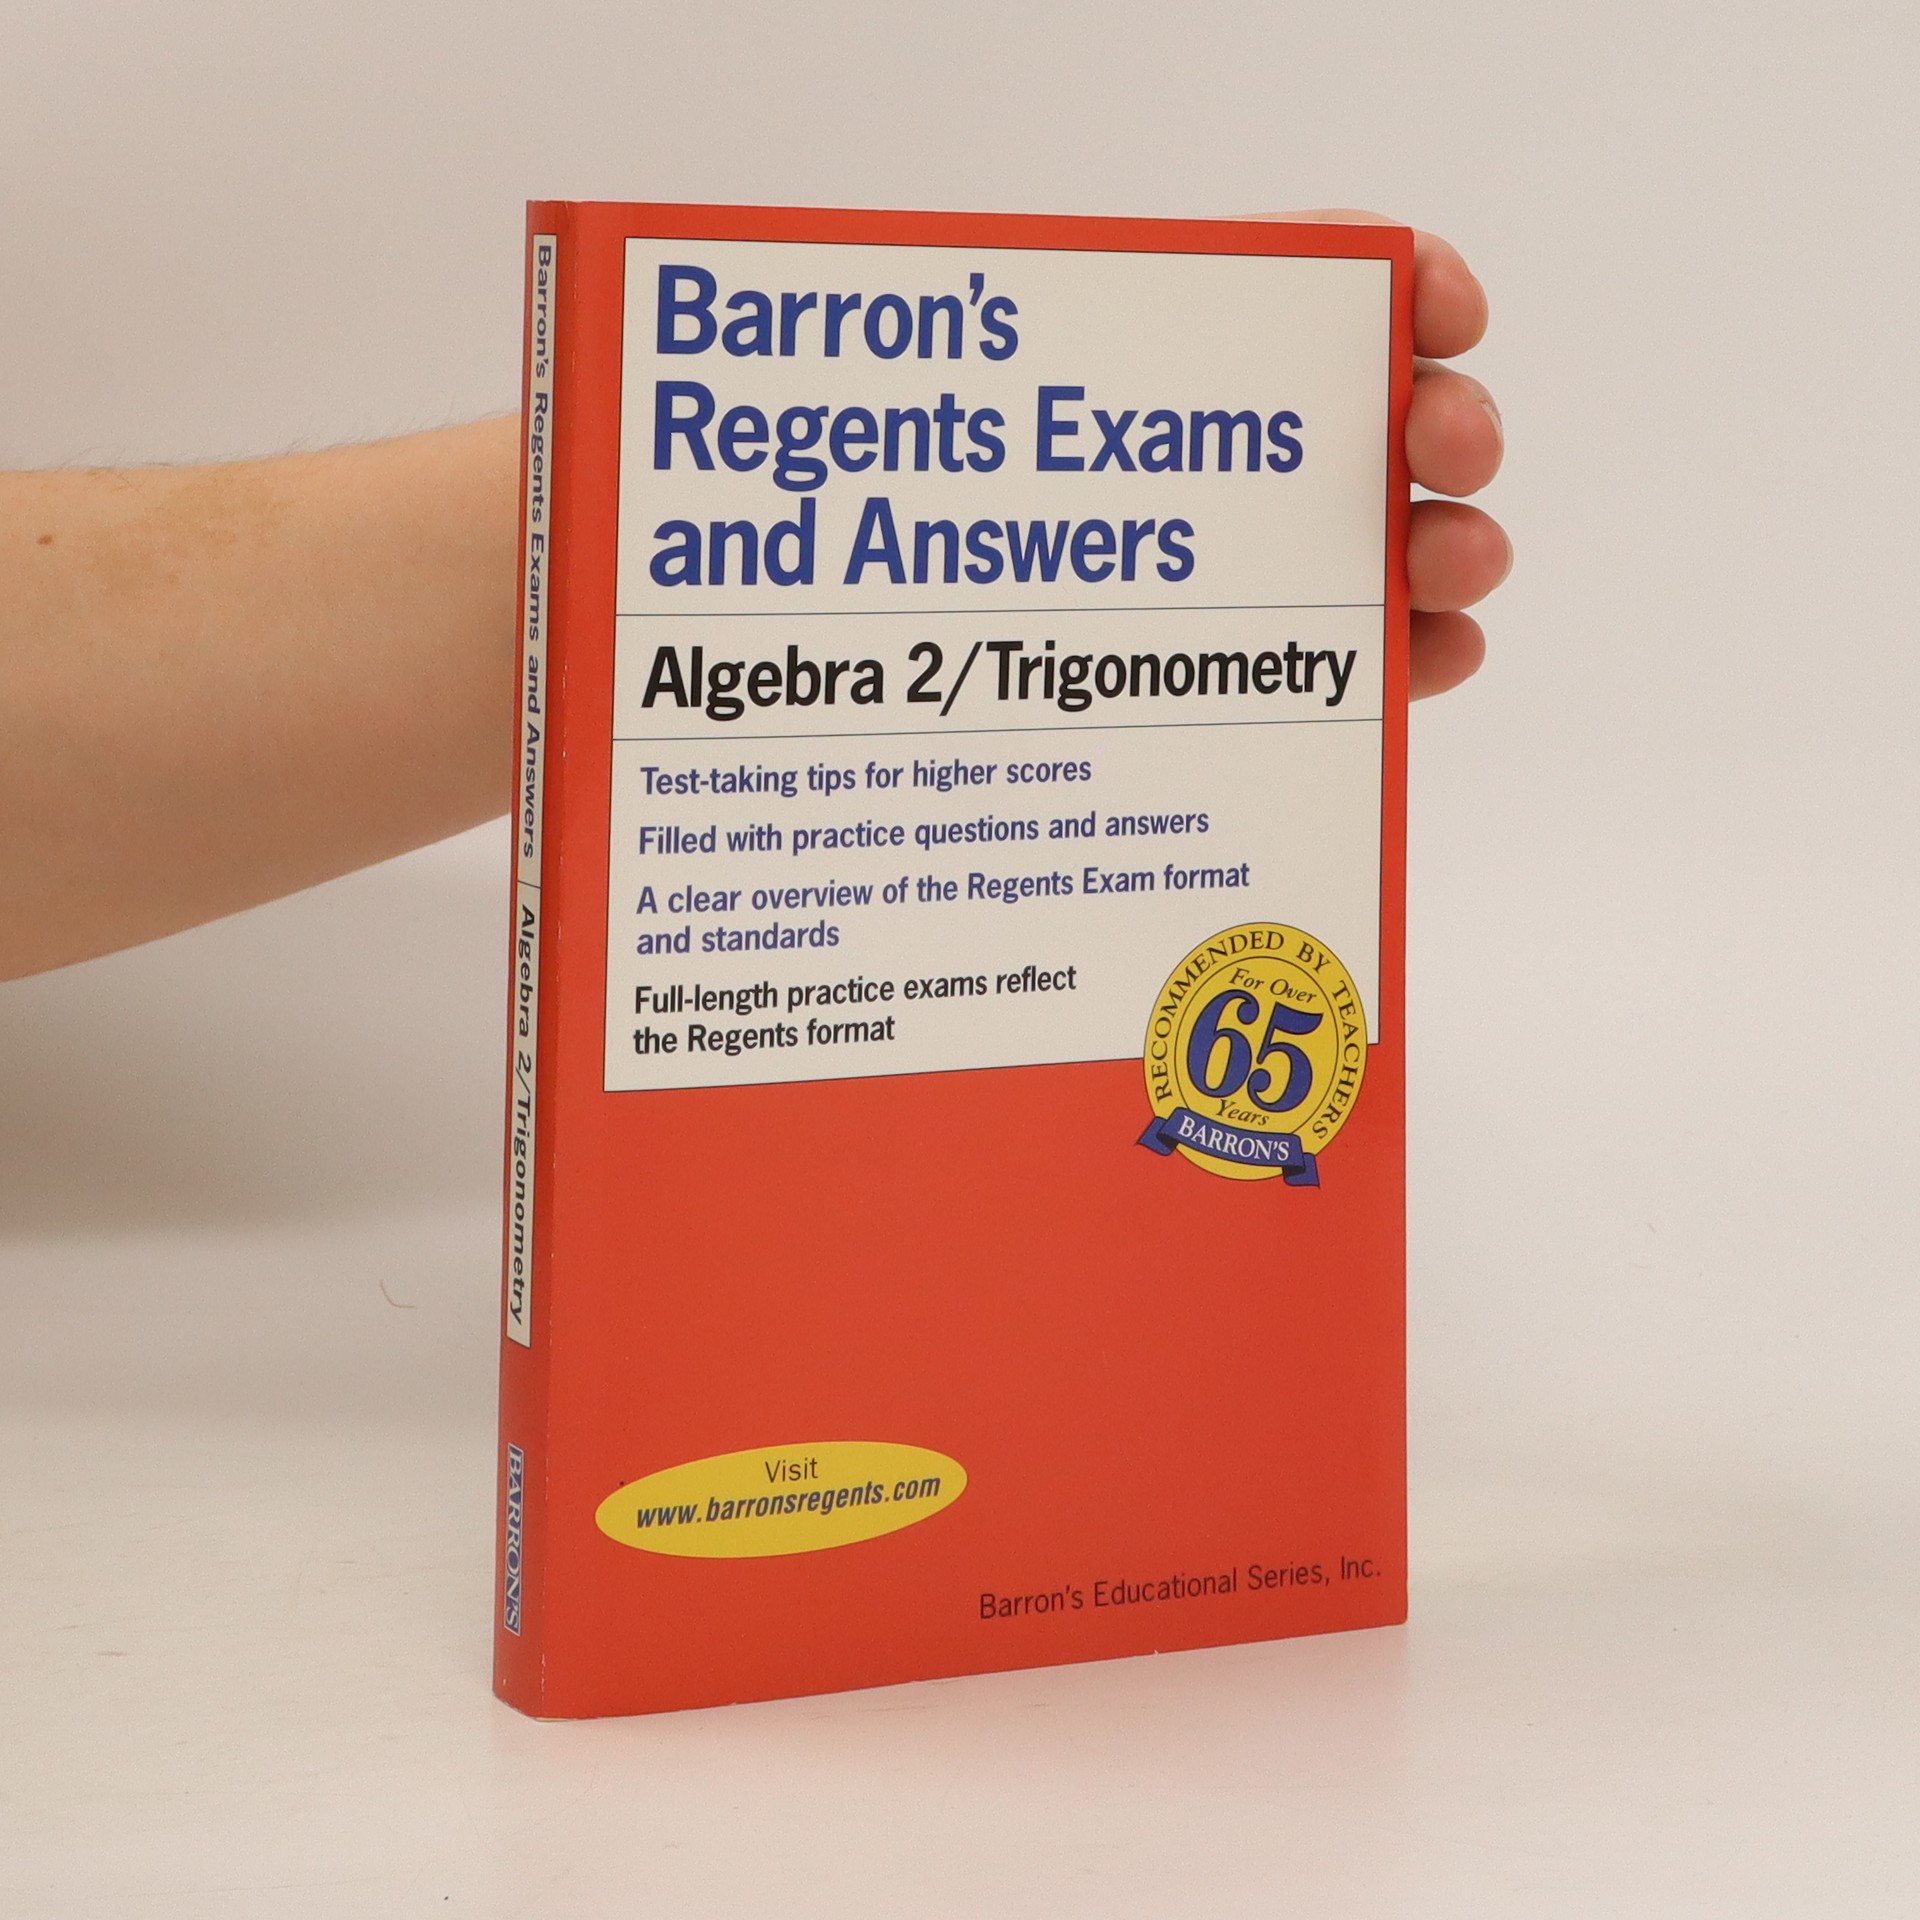 Barron's
Regents Exams
and Answers
Algebra 2/Trigonometry
Test-taking tips for higher scores
Filled with practice questions and answers
A clear overview of the Regents Exam format
and standards
Full-length practice exams reflect
the Regents format
RECOMMENDED BY TEACHERS
For Over
65
Years
BARRON'S
Visit
www.barronsregents.com
Barron's Educational Series, Inc.
Barron's Regents Exams and Answers Algebra 2/Trigonometry
BARRON'S